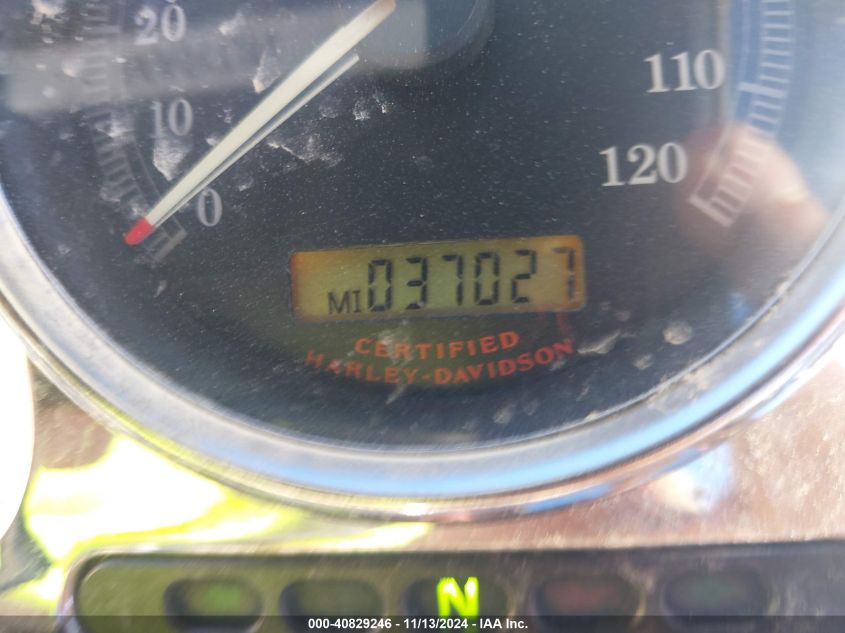 20
10
0
110
120
MI 037027
CERTIFIED
HARLEY-DAVIDSON
N
000-40829246 - 11/13/2024 - IAA Inc.